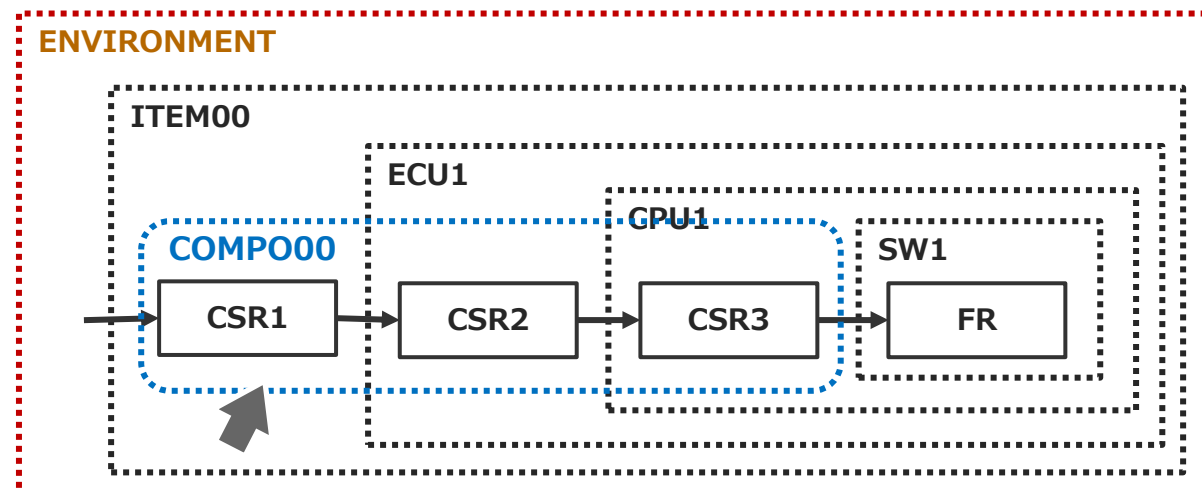 ENVIRONMENT
ITEM00
ECU1
CPU1
COMPO00
SW1
CSR1
CSR2
CSR3
FR